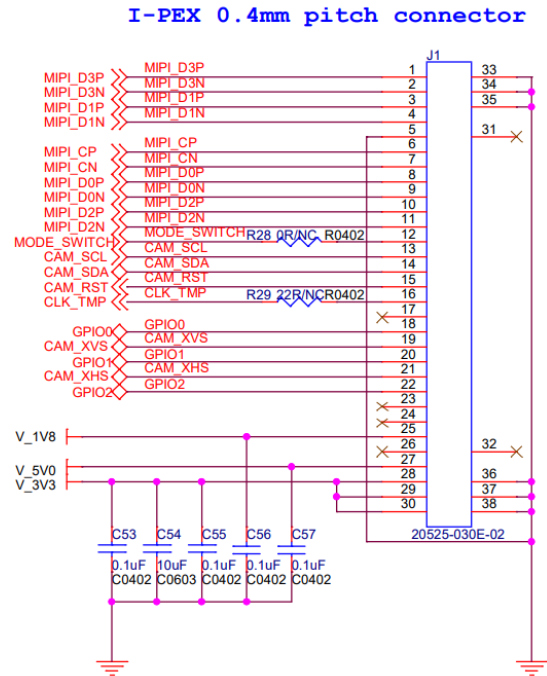 I-PEX 0.4mm pitch connector
J1
MIPI_D3P MIPI_D3P 1 33
MIPI_D3N MIPI_D3N 2 34
MIPI_D1P MIPI_D1P 3 35
MIPI_D1N MIPI_D1N 4
5 31
MIPI_CP MIPI_CP 6
MIPI_CN MIPI_CN 7
MIPI_D0P MIPI_D0P 8
MIPI_D0N MIPI_D0N 9
MIPI_D2P MIPI_D2P 10
MIPI_D2N MIPI_D2N 11
MODE_SWITCH MODE_SWITCH R28 0R/NC R0402 12
CAM_SCL CAM_SCL 13
CAM_SDA CAM_SDA 14
CAM_RST CAM_RST 15
CLK_TMP CLK_TMP R29 22R/NC R0402 16
17
GPIO0 GPIO0 18
CAM_XVS CAM_XVS 19
GPIO1 GPIO1 20
CAM_XHS CAM_XHS 21
GPIO2 GPIO2 22
23
24
V_1V8 25
26 32
V_5V0 27
V_3V3 28 36
29 37
30 38
20525-030E-02
C53 C54 C55 C56 C57
0.1uF 10uF 0.1uF 0.1uF 0.1uF
C0402 C0603 C0402 C0402 C0402